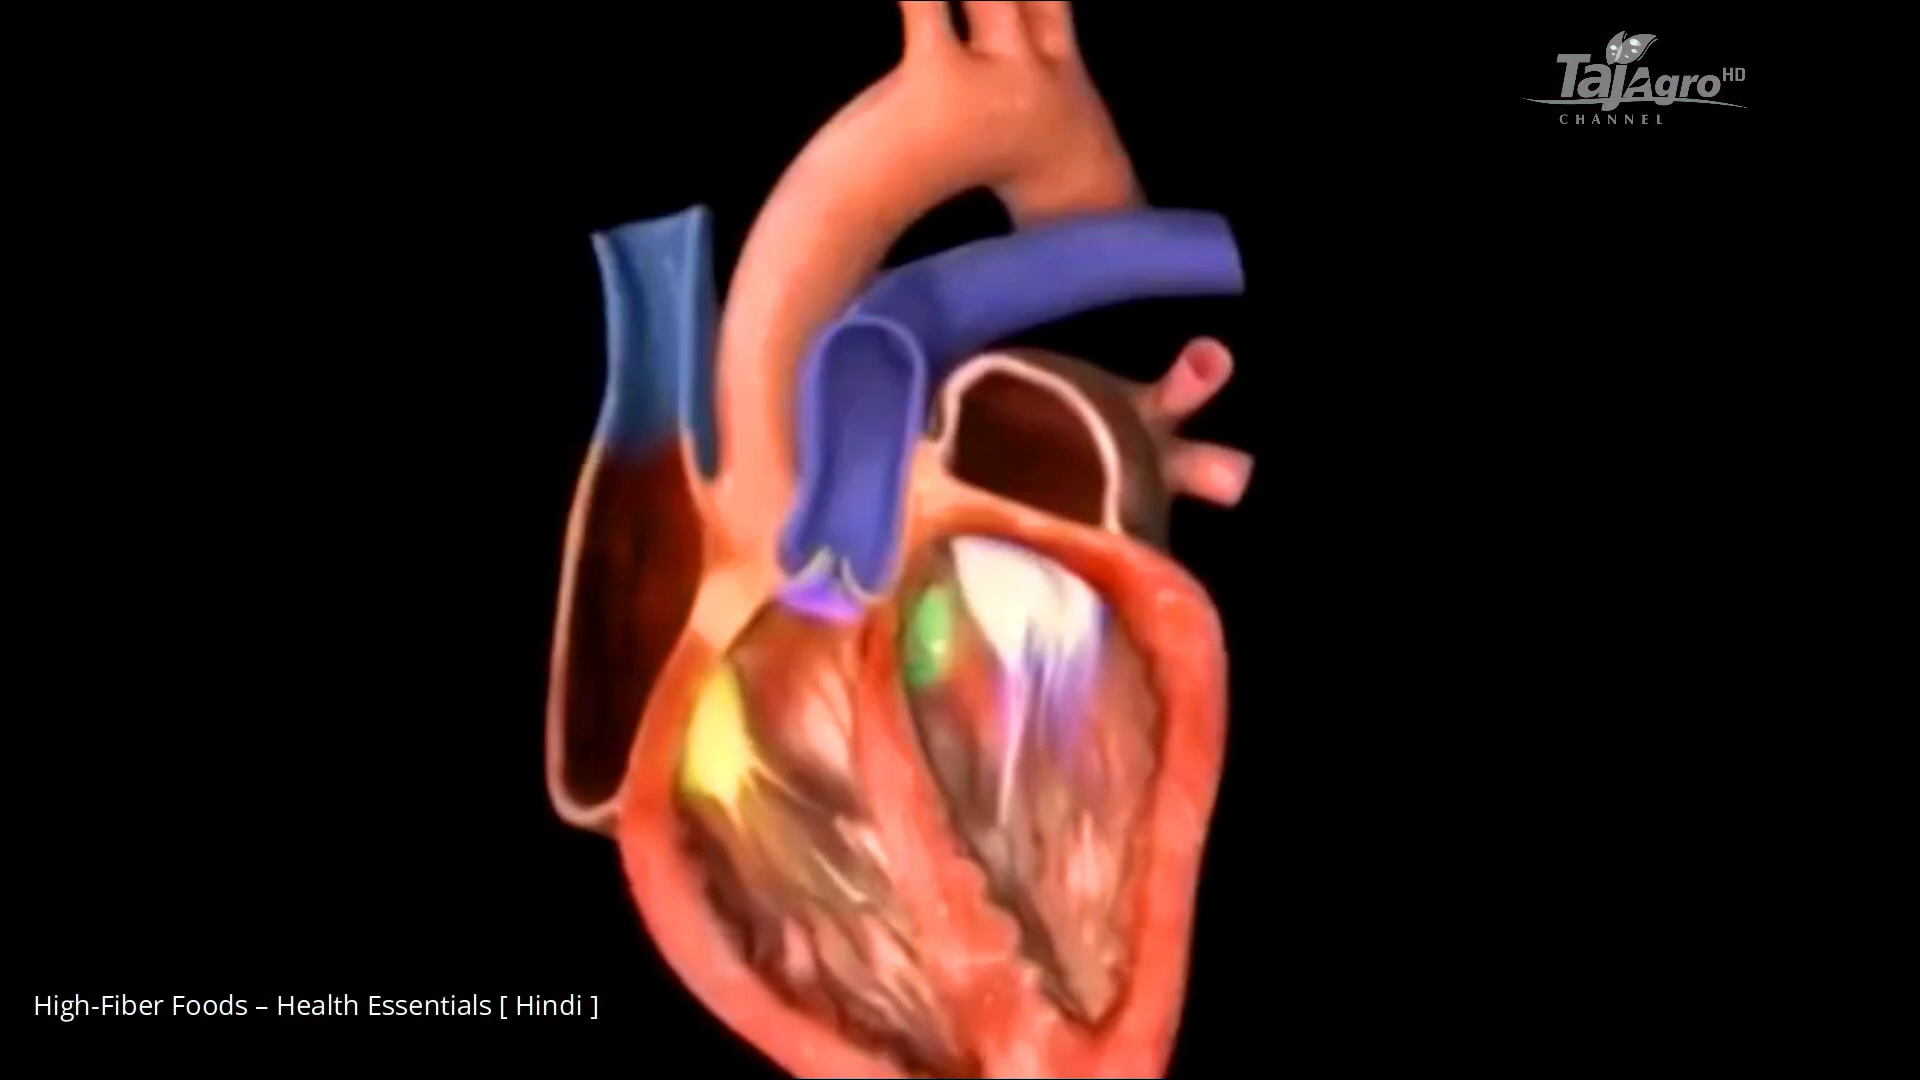 TajAgro HD
CHANNEL
High-Fiber Foods – Health Essentials [ Hindi ]